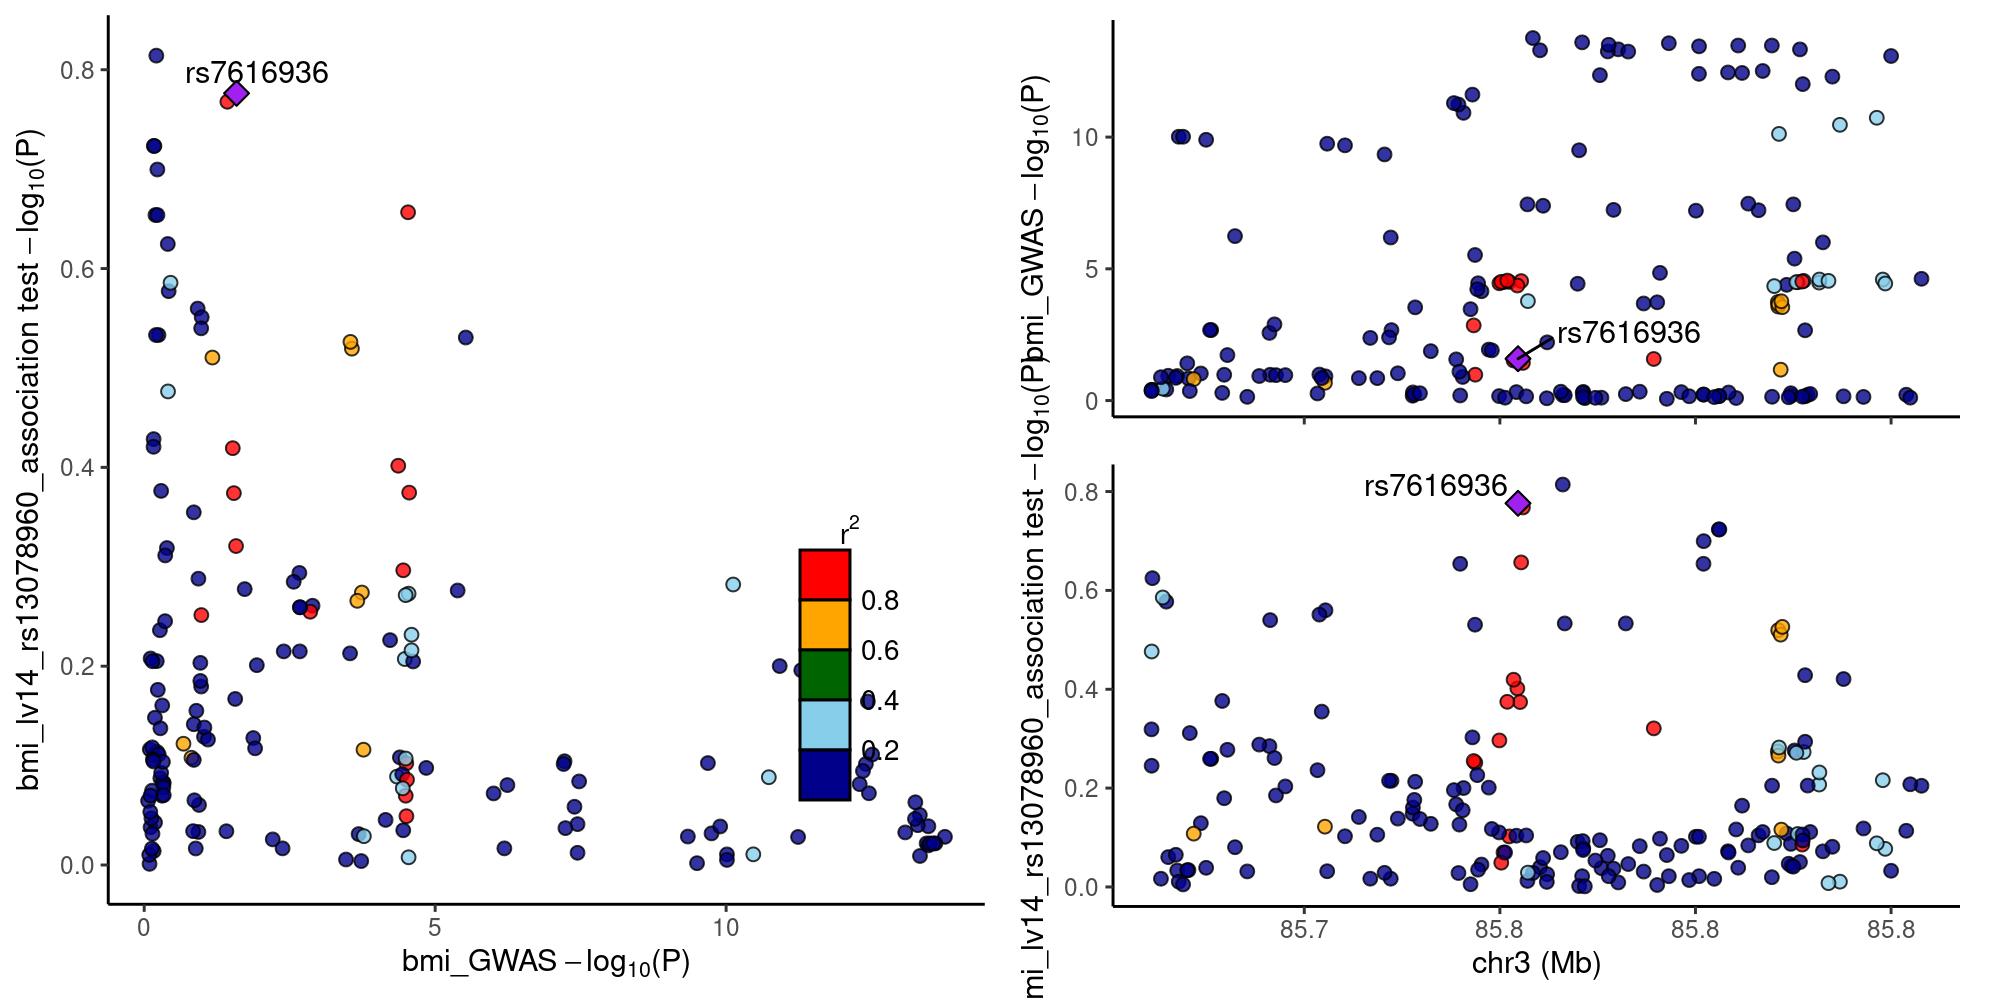 bmi_lv14_rs13078960_association test −log10(P)
0.8
0.6
0.4
0.2
0.0
rs7616936
r2
0.8
0.6
0.4
0.2
0
5
10
bmi_GWAS −log10(P)
bmi_GWAS −log10(P)
10
5
0
rs7616936
mi_lv14_rs13078960_association test −log10(P)
0.8
0.6
0.4
0.2
0.0
rs7616936
85.7
85.8
85.8
85.8
chr3 (Mb)